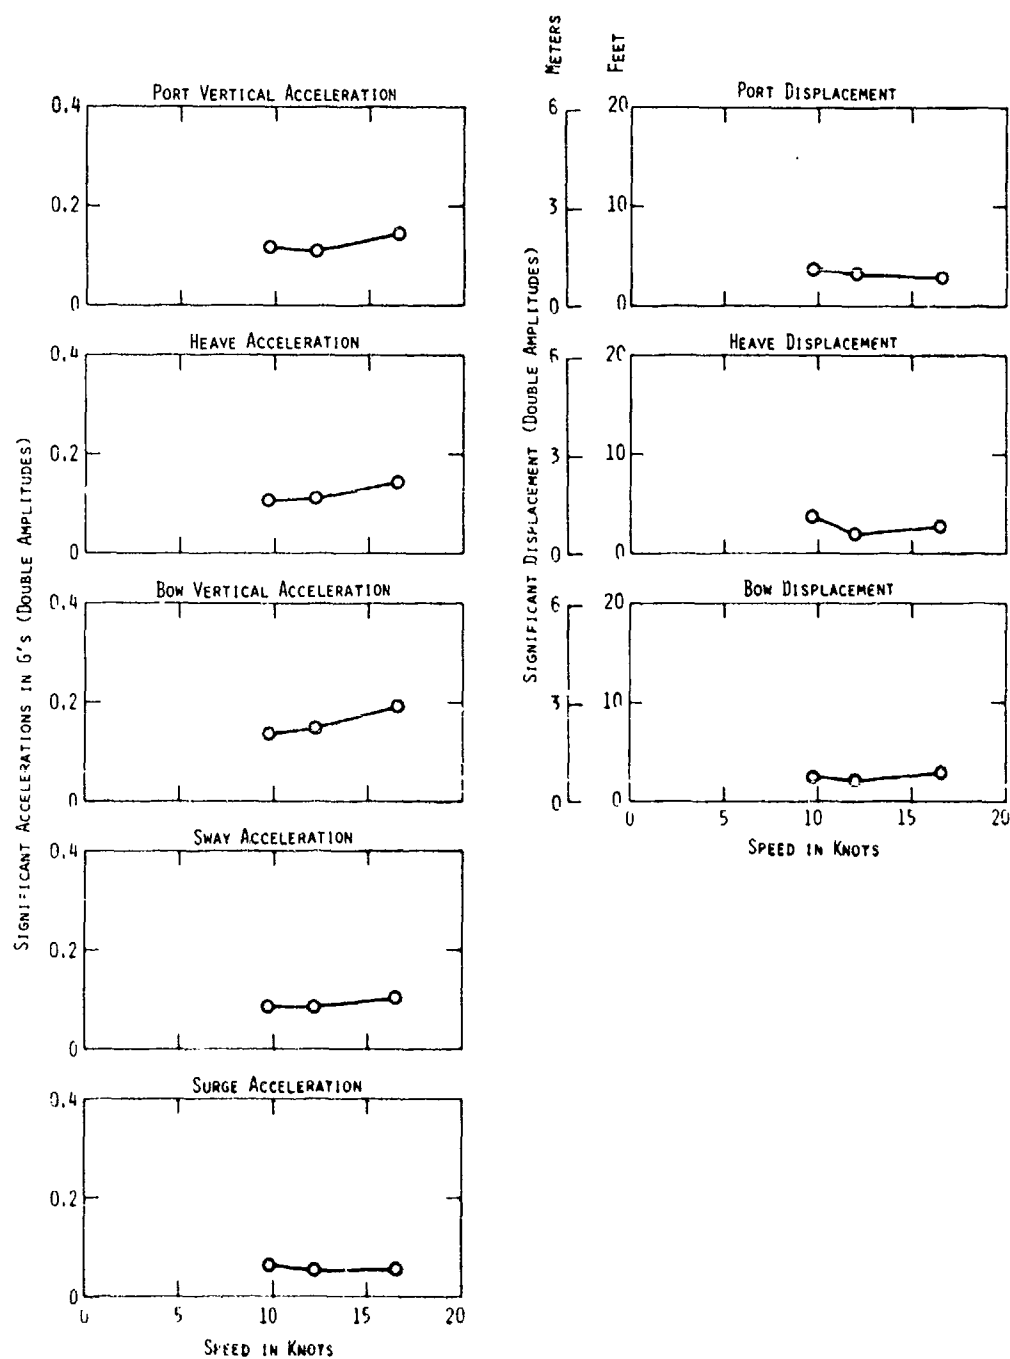 SIGNIFICANT ACCELERATIONS IN G's (DOUBLE AMPLITUDES)
PORT VERTICAL ACCELERATION
0.4
0.2
0
HEAVE ACCELERATION
0.4
0.2
0
BOW VERTICAL ACCELERATION
0.4
0.2
0
SWAY ACCELERATION
0.4
0.2
0
SURGE ACCELERATION
0.4
0.2
0
0 5 10 15 20
SPEED IN KNOTS
SIGNIFICANT DISPLACEMENT (DOUBLE AMPLITUDES)
METERS
FEET
PORT DISPLACEMENT
6 20
3 10
0 0
HEAVE DISPLACEMENT
6 20
3 10
0 0
BOW DISPLACEMENT
6 20
3 10
0 0
0 5 10 15 20
SPEED IN KNOTS